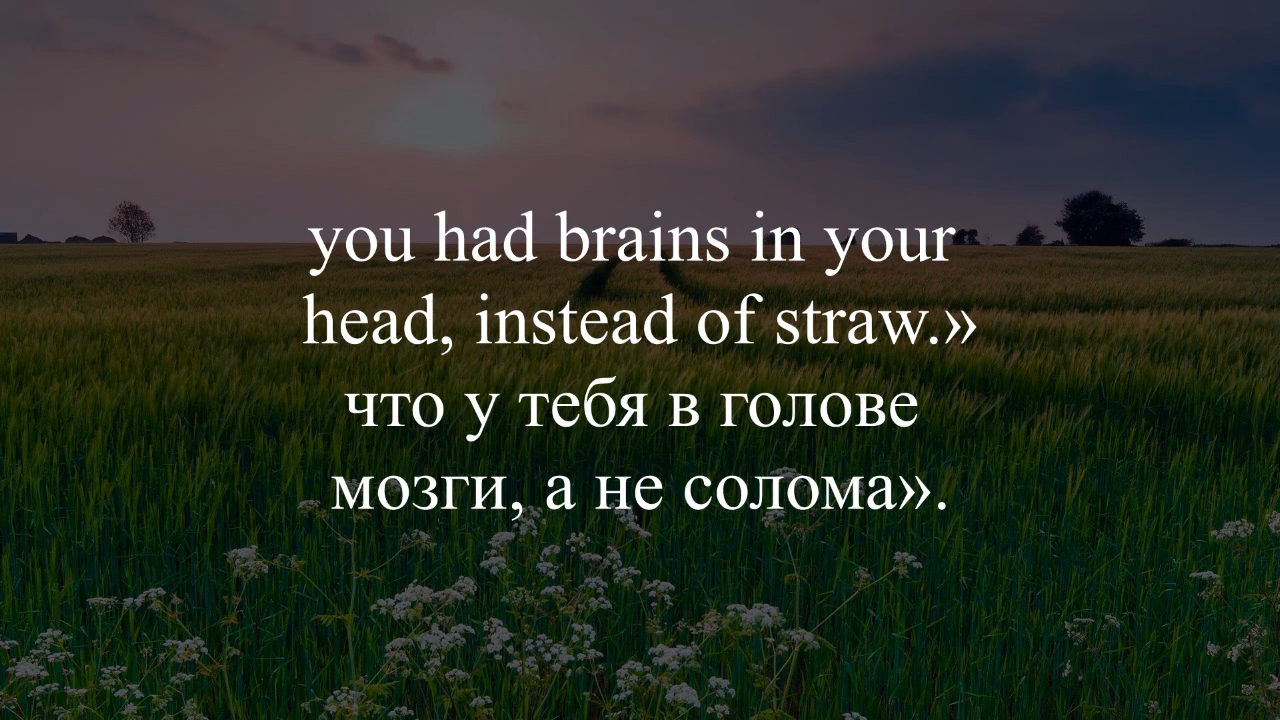 you had brains in your
head, instead of straw.»
что у тебя в голове
мозги, а не солома».